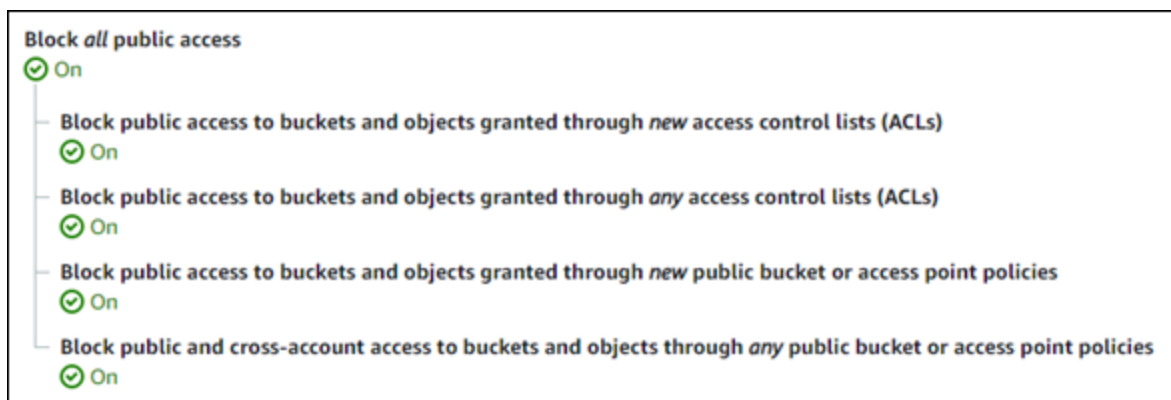 Block all public access
On
Block public access to buckets and objects granted through new access control lists (ACLs)
On
Block public access to buckets and objects granted through any access control lists (ACLs)
On
Block public access to buckets and objects granted through new public bucket or access point policies
On
Block public and cross-account access to buckets and objects through any public bucket or access point policies
On